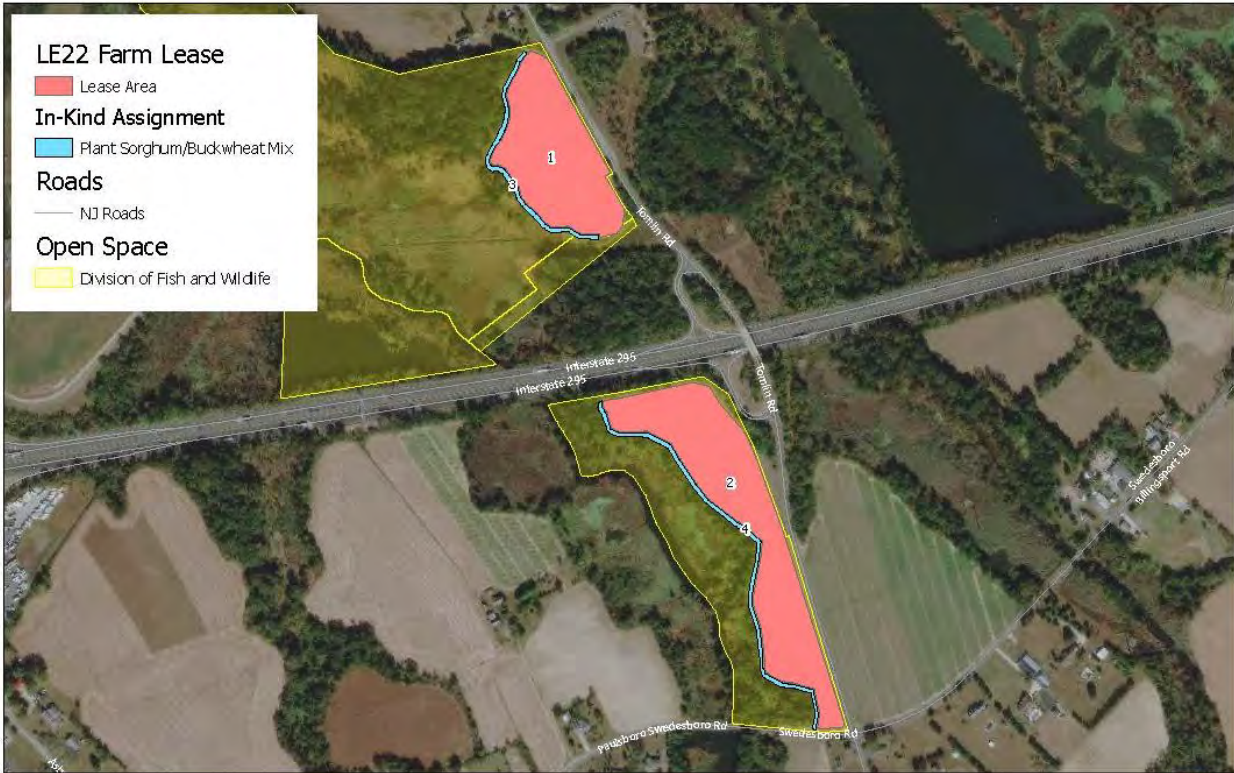 LE22 Farm Lease
Lease Area
In-Kind Assignment
Plant Sorghum/Buckwheat Mix
Roads
NJ Roads
Open Space
Division of Fish and Wildlife
1
3
Tomlin Rd
Interstate 295
Interstate 295
Tomlin Rd
2
4
Swedesboro
Billingsport Rd
Paulsboro Swedesboro Rd
Swedesboro Rd